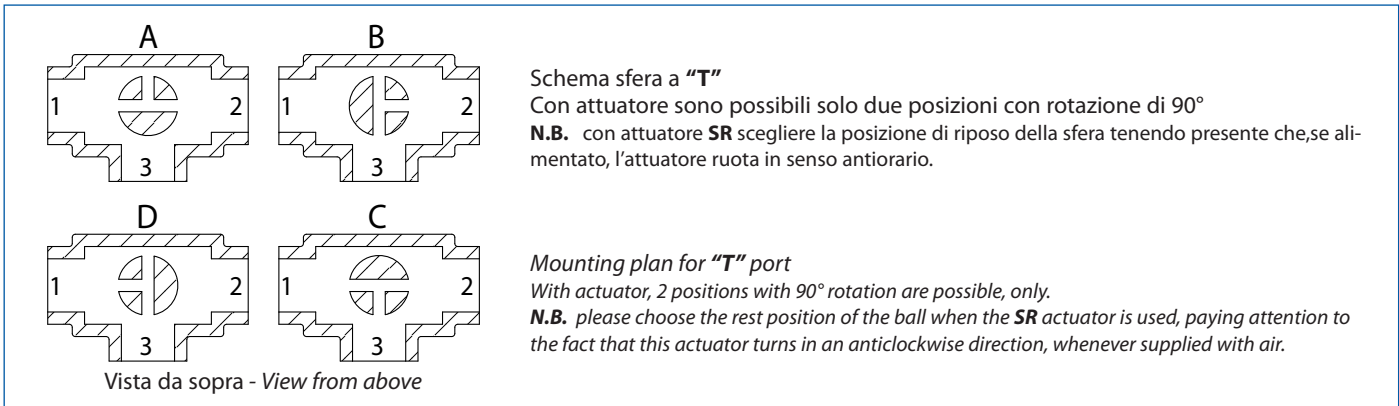 A
B
1
2
3
1
2
3
Schema sfera a “T”
Con attuatore sono possibili solo due posizioni con rotazione di 90°
N.B. con attuatore SR scegliere la posizione di riposo della sfera tenendo presente che,se ali-
mentato, l’attuatore ruota in senso antiorario.
D
C
1
2
3
1
2
3
Vista da sopra - View from above
Mounting plan for “T” port
With actuator, 2 positions with 90° rotation are possible, only.
N.B. please choose the rest position of the ball when the SR actuator is used, paying attention to
the fact that this actuator turns in an anticlockwise direction, whenever supplied with air.